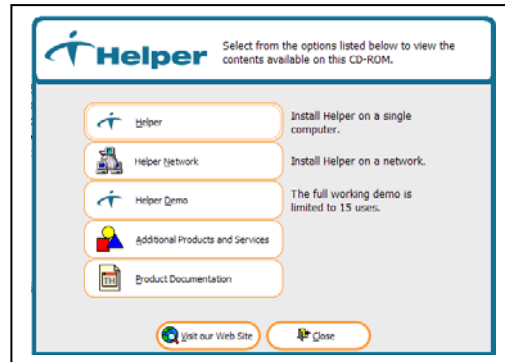 Helper
Select from the options listed below to view the
contents available on this CD-ROM.
Helper
Install Helper on a single
computer.
Helper Network
Install Helper on a network.
Helper Demo
The full working demo is
limited to 15 uses.
Additional Products and Services
TH
Product Documentation
Visit our Web Site
Close